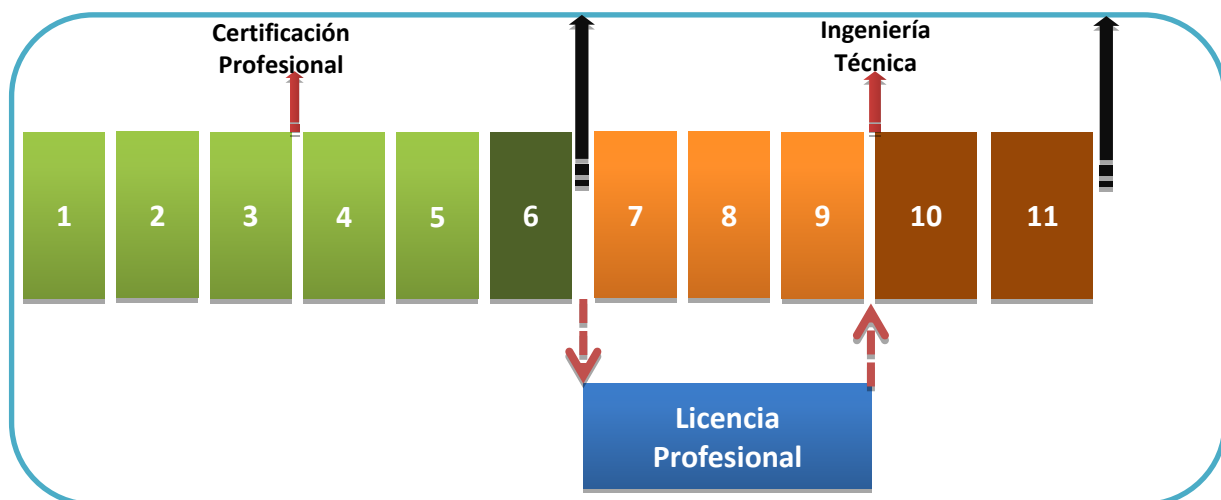 Certificación
Profesional
Ingeniería
Técnica
1 2 3 4 5 6 7 8 9 10 11
Licencia
Profesional